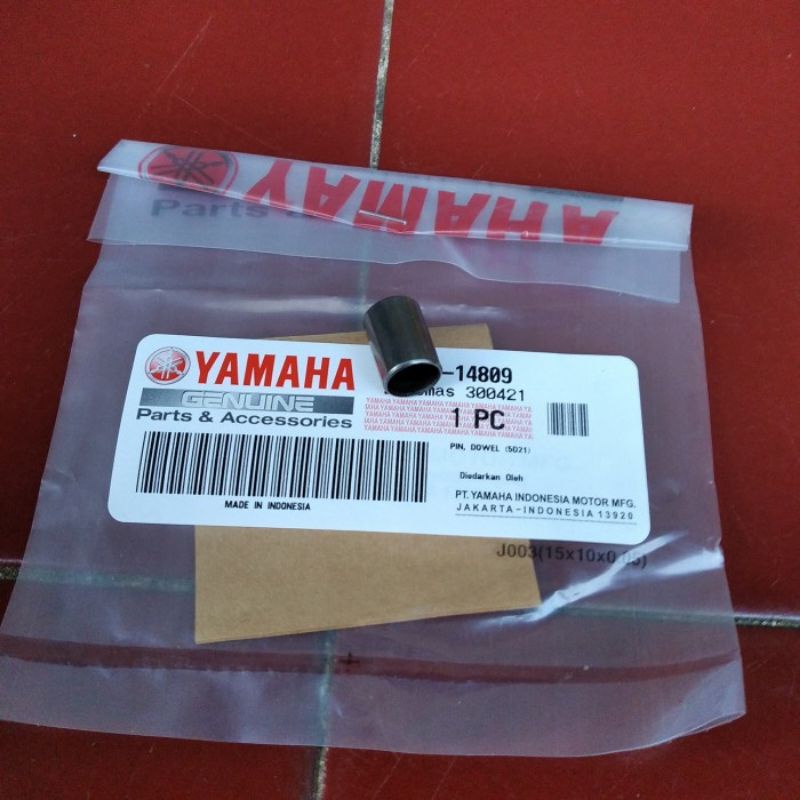 YAMAHA
Parts &
YAMAHA
GENUINE
Parts & Accessories
-14809
300421
1 PC
PIN, DOWEL (5D21)
Diedarkan Oleh
PT. YAMAHA INDONESIA MOTOR MFG.
JAKARTA-INDONESIA 13920
MADE IN INDONESIA
J003(15x10x0.05)